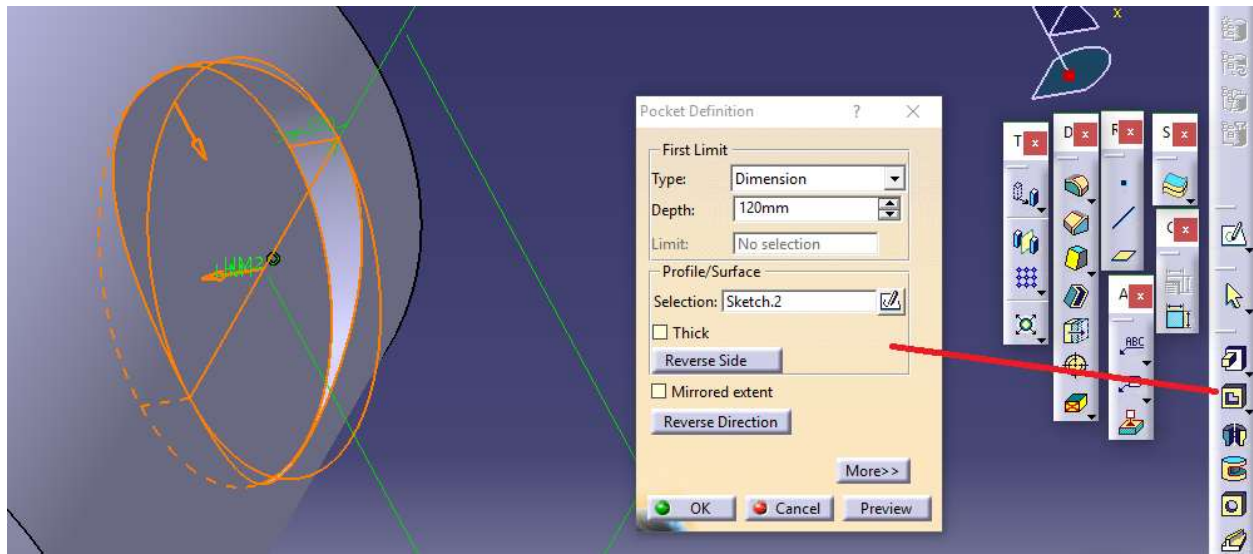 x
Pocket Definition ? ×
First Limit
Type: Dimension
Depth: 120mm
Limit: No selection
Profile/Surface
Selection: Sketch.2
Thick
Reverse Side
Mirrored extent
Reverse Direction
More>>
OK Cancel Preview
T x
D x
R x
S x
C x
A x
ABC